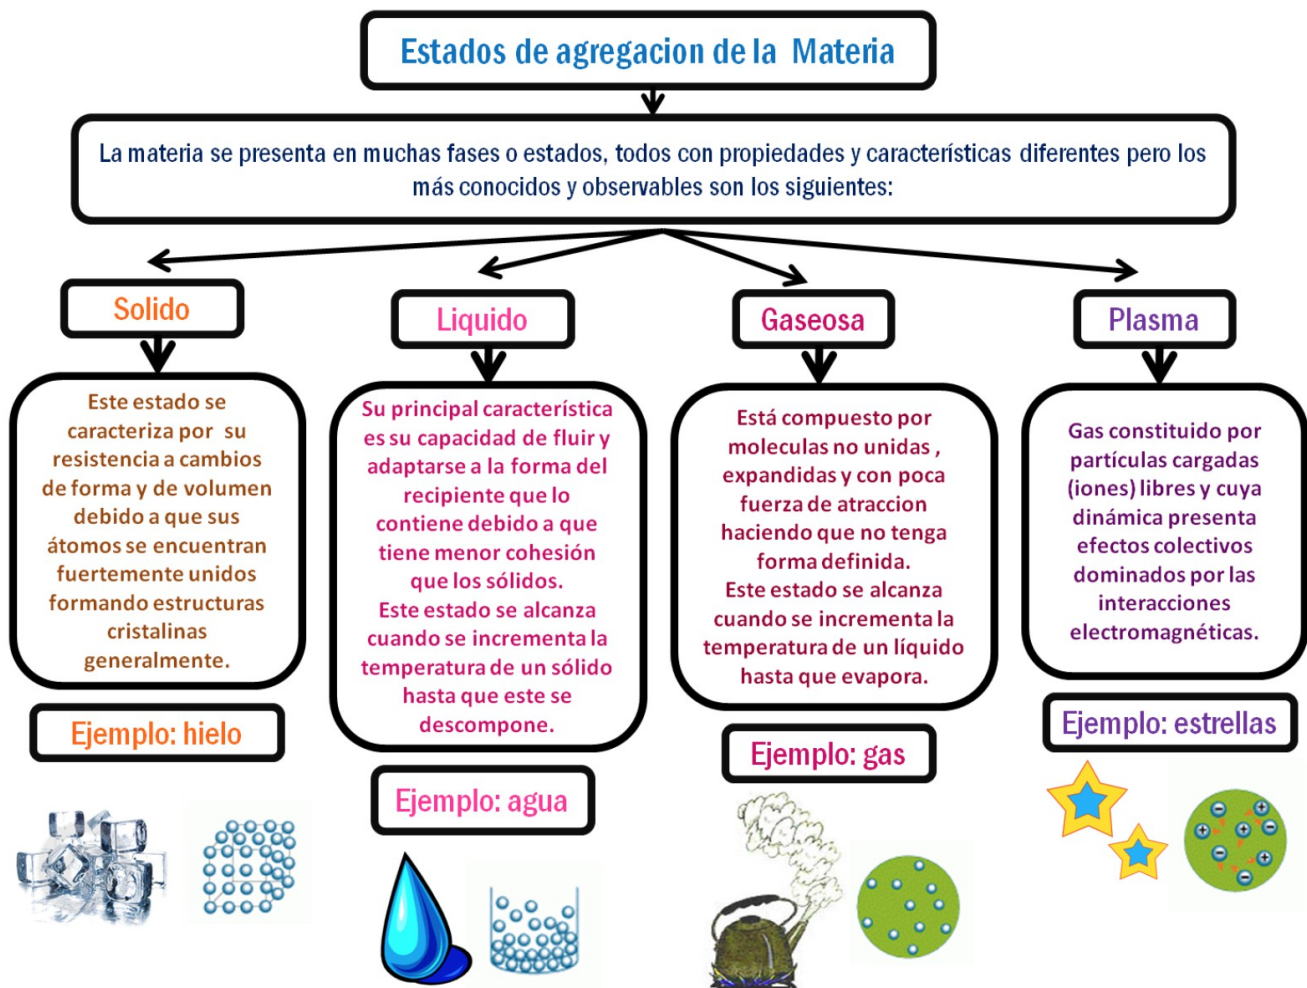 Estados de agregacion de la Materia
La materia se presenta en muchas fases o estados, todos con propiedades y características diferentes pero los
más conocidos y observables son los siguientes:
Solido
Este estado se
caracteriza por su
resistencia a cambios
de forma y de volumen
debido a que sus
átomos se encuentran
fuertemente unidos
formando estructuras
cristalinas
generalmente.
Ejemplo: hielo
Liquido
Su principal característica
es su capacidad de fluir y
adaptarse a la forma del
recipiente que lo
contiene debido a que
tiene menor cohesión
que los sólidos.
Este estado se alcanza
cuando se incrementa la
temperatura de un sólido
hasta que este se
descompone.
Ejemplo: agua
Gaseosa
Está compuesto por
moleculas no unidas ,
expandidas y con poca
fuerza de atraccion
haciendo que no tenga
forma definida.
Este estado se alcanza
cuando se incrementa la
temperatura de un líquido
hasta que evapora.
Ejemplo: gas
Plasma
Gas constituido por
partículas cargadas
(iones) libres y cuya
dinámica presenta
efectos colectivos
dominados por las
interacciones
electromagnéticas.
Ejemplo: estrellas